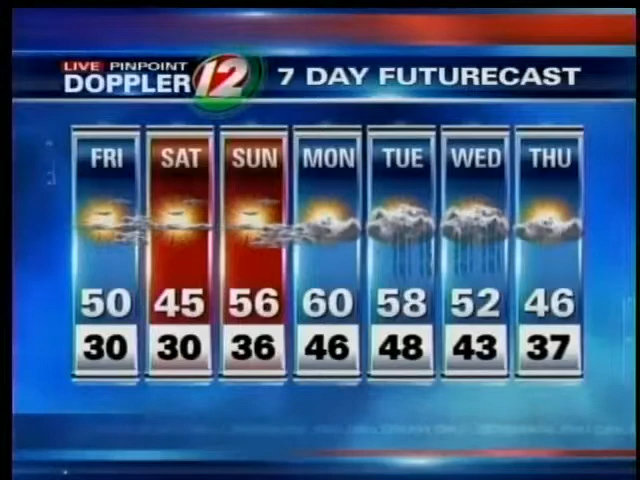 LIVE PINPOINT
DOPPLER 12
7 DAY FUTURECAST
FRI SAT SUN MON TUE WED THU
50 45 56 60 58 52 46
30 30 36 46 48 43 37